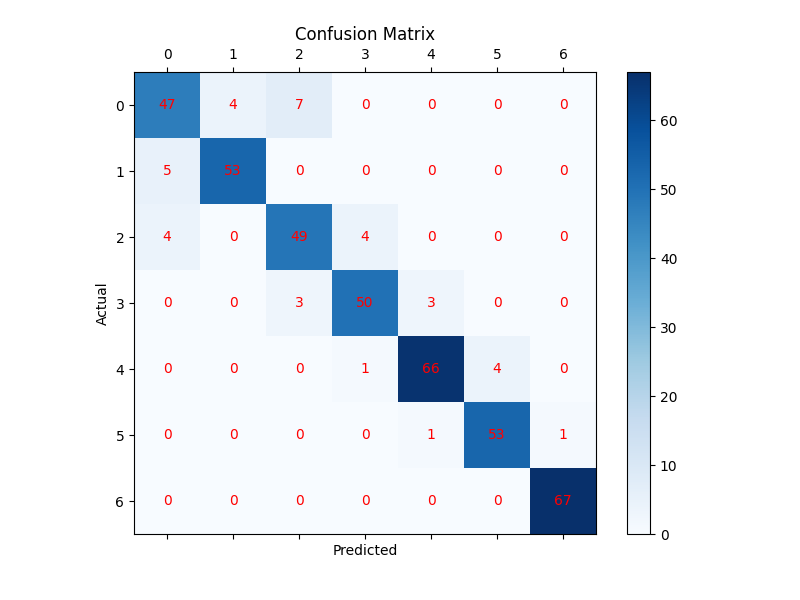 Confusion Matrix
0 1 2 3 4 5 6
0 47 4 7 0 0 0 0
1 5 53 0 0 0 0 0
2 4 0 49 4 0 0 0
3 0 0 3 50 3 0 0
4 0 0 0 1 66 4 0
5 0 0 0 0 1 53 1
6 0 0 0 0 0 0 67
Actual
Predicted
60
50
40
30
20
10
0